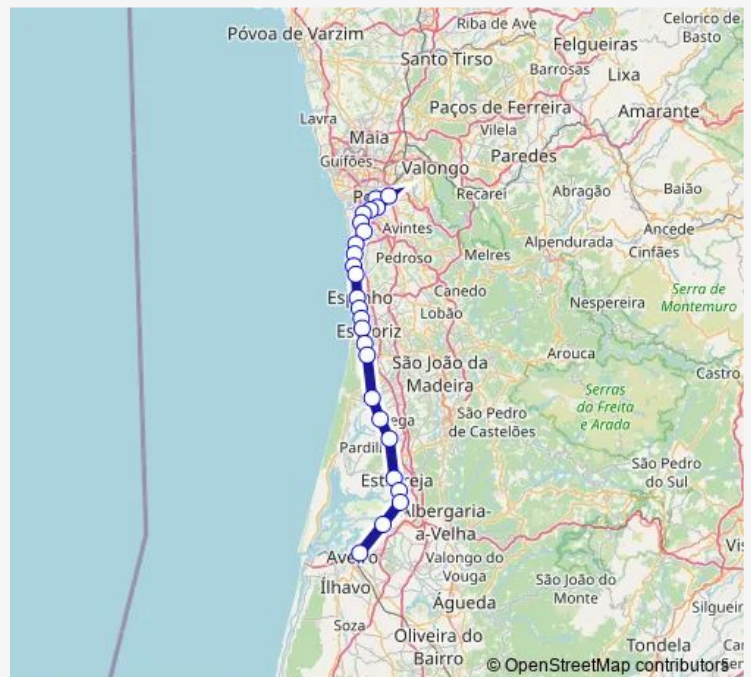 Póvoa de Varzim
Riba de Ave
Celorico de
Basto
Felgueiras
Santo Tirso
Barrosas
Lixa
Paços de Ferreira
Amarante
Lavra
Vilela
Maia
Guifões
Paredes
Valongo
Recarei
Abragão
Baião
Avintes
Ancede
Alpendurada
Cinfães
Pedroso
Melres
Serra de
Montemuro
Canedo
Nespereira
Lobão
Arouca
São João da
Madeira
Castro
Serras
da Freita
e Arada
São Pedro
de Castelões
Pardil
São Pedro
do Sul
Albergaria-
a-Velha
Valongo do
Vouga
Ílhavo
São João do
Monte
Águeda
Silgueir
Soza
Oliveira do
Bairro
Tondela
© OpenStreetMap contributors